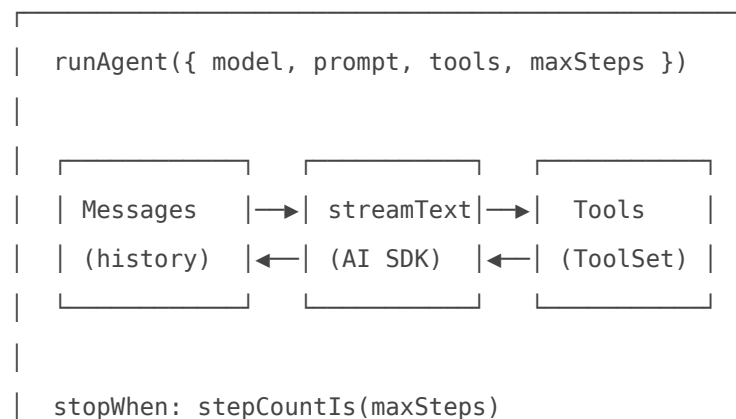 runAgent({ model, prompt, tools, maxSteps })
Messages streamText Tools
(history) (AI SDK) (ToolSet)
stopWhen: stepCountIs(maxSteps)